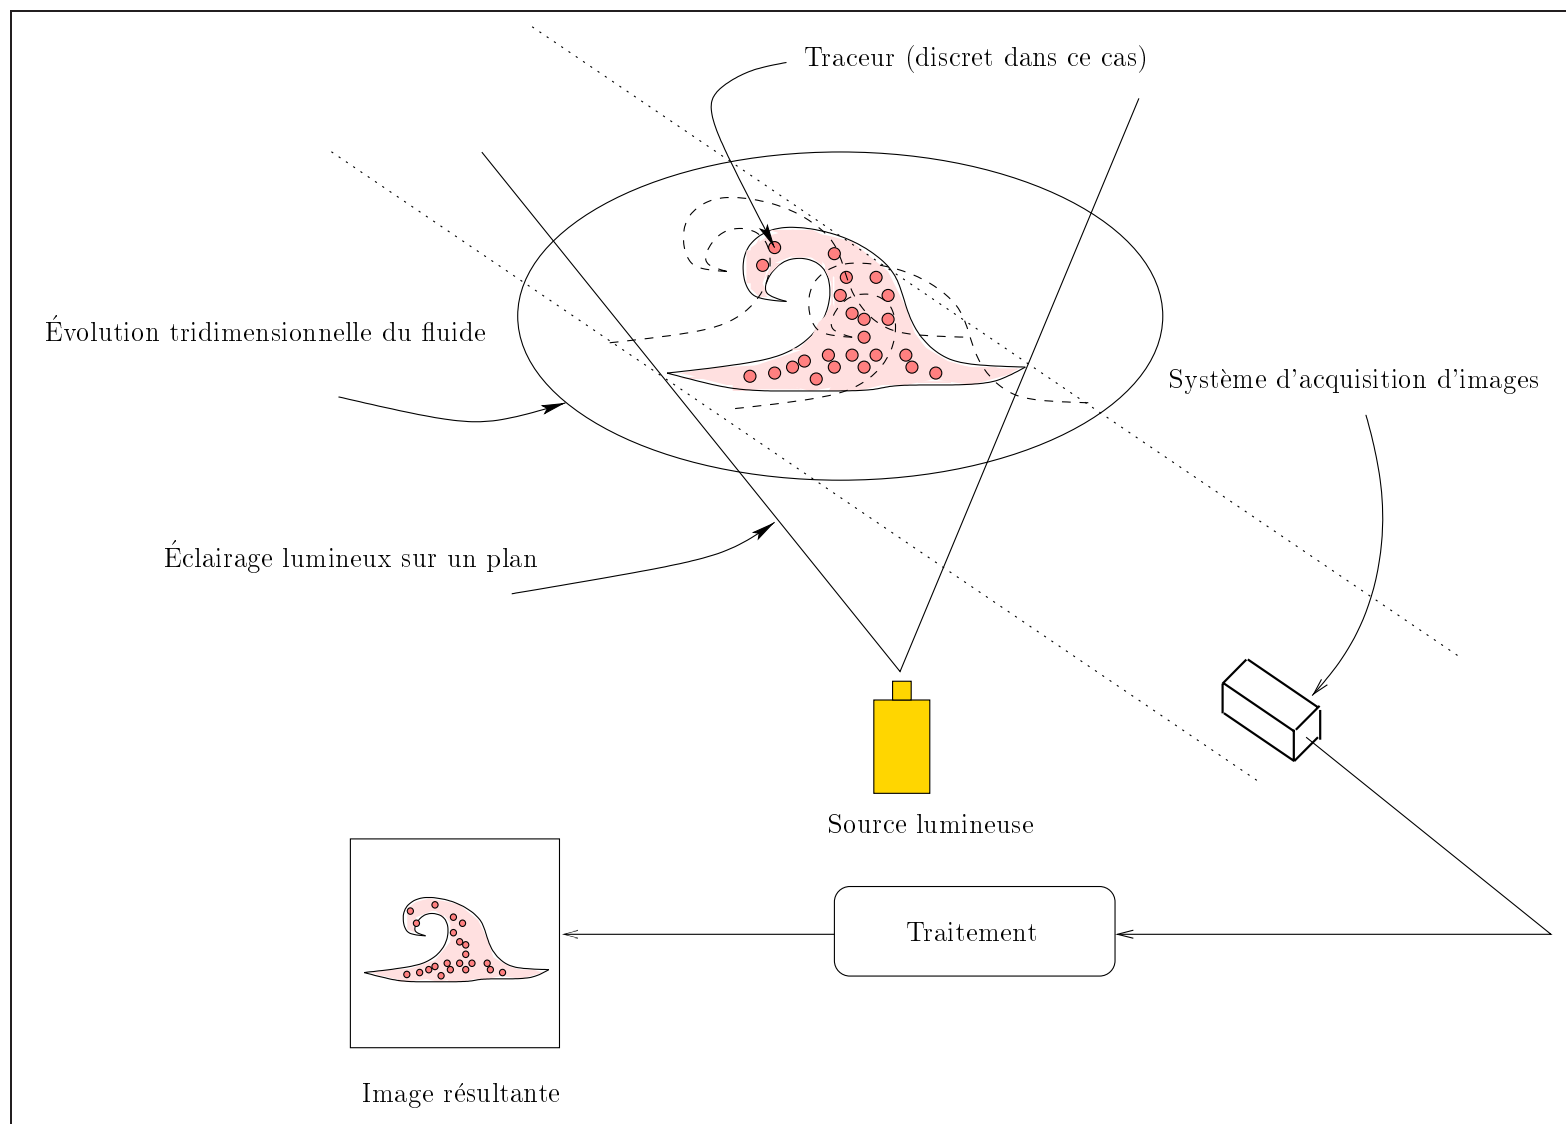 Traceur (discret dans ce cas)
Évolution tridimensionnelle du fluide
Système d'acquisition d'images
Éclairage lumineux sur un plan
Source lumineuse
Traitement
Image résultante